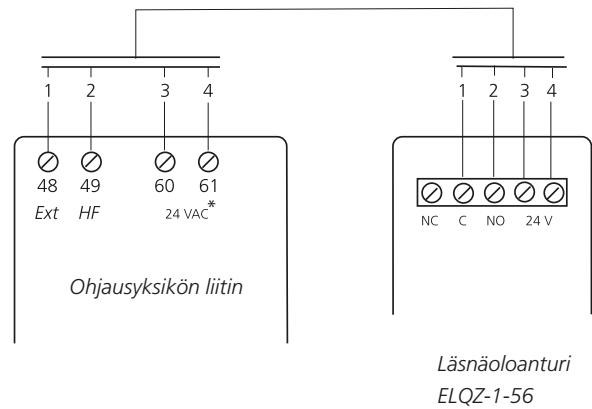 1 2 3 4
1 2 3 4
48 49 60 61
Ext HF 24 VAC*
NC C NO 24 V
Ohjausyksikön liitin
Läsnäoloanturi
ELQZ-1-56